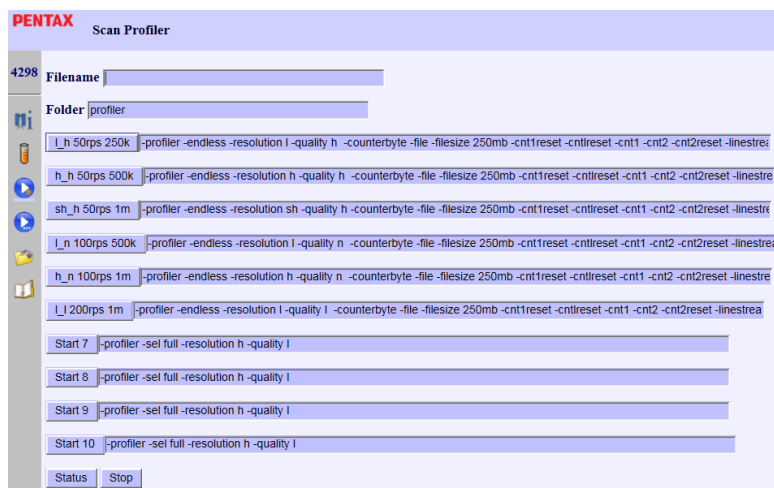 PENTAX
Scan Profiler
4298
Filename
Folder profiler
l_h 50rps 250k -profiler -endless -resolution l -quality h -counterbyte -file -filesize 250mb -cnt1reset -cntlreset -cnt1 -cnt2 -cnt2reset -linestrea
h_h 50rps 500k -profiler -endless -resolution h -quality h -counterbyte -file -filesize 250mb -cnt1reset -cntlreset -cnt1 -cnt2 -cnt2reset -linestre
sh_h 50rps 1m -profiler -endless -resolution sh -quality h -counterbyte -file -filesize 250mb -cnt1reset -cntlreset -cnt1 -cnt2 -cnt2reset -linestre
l_n 100rps 500k -profiler -endless -resolution l -quality n -counterbyte -file -filesize 250mb -cnt1reset -cntlreset -cnt1 -cnt2 -cnt2reset -linestrea
h_n 100rps 1m -profiler -endless -resolution h -quality n -counterbyte -file -filesize 250mb -cnt1reset -cntlreset -cnt1 -cnt2 -cnt2reset -linestre
l_l 200rps 1m -profiler -endless -resolution l -quality l -counterbyte -file -filesize 250mb -cnt1reset -cntlreset -cnt1 -cnt2 -cnt2reset -linestrea
Start 7 -profiler -sel full -resolution h -quality l
Start 8 -profiler -sel full -resolution h -quality l
Start 9 -profiler -sel full -resolution h -quality l
Start 10 -profiler -sel full -resolution h -quality l
Status Stop